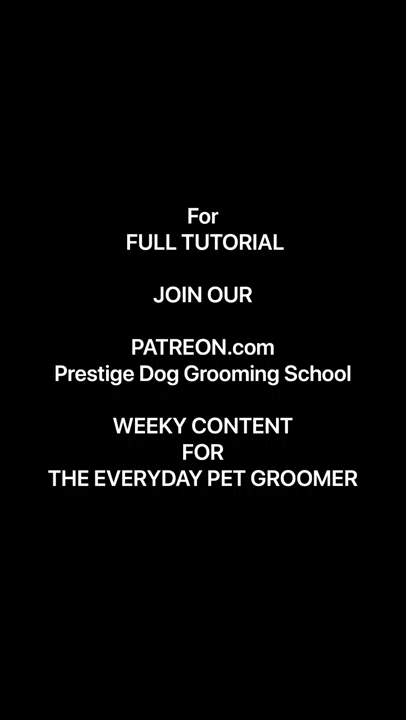 For
FULL TUTORIAL
JOIN OUR
PATREON.com
Prestige Dog Grooming School
WEEKY CONTENT
FOR
THE EVERYDAY PET GROOMER